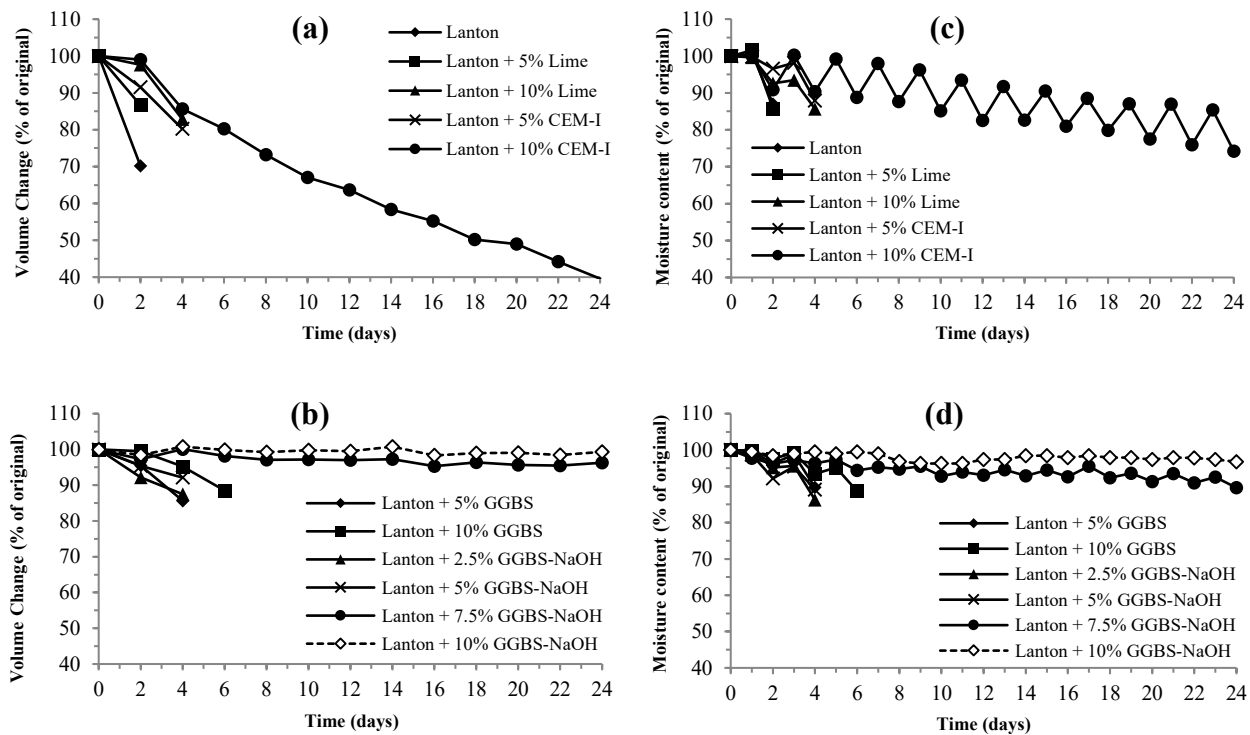 (a)
Volume Change (% of original)
110
100
90
80
70
60
50
40
0 2 4 6 8 10 12 14 16 18 20 22 24
Time (days)
Lanton
Lanton + 5% Lime
Lanton + 10% Lime
Lanton + 5% CEM-I
Lanton + 10% CEM-I
(c)
Moisture content (% of original)
110
100
90
80
70
60
50
40
0 2 4 6 8 10 12 14 16 18 20 22 24
Time (days)
Lanton
Lanton + 5% Lime
Lanton + 10% Lime
Lanton + 5% CEM-I
Lanton + 10% CEM-I
(b)
Volume Change (% of original)
110
100
90
80
70
60
50
40
0 2 4 6 8 10 12 14 16 18 20 22 24
Time (days)
Lanton + 5% GGBS
Lanton + 10% GGBS
Lanton + 2.5% GGBS-NaOH
Lanton + 5% GGBS-NaOH
Lanton + 7.5% GGBS-NaOH
Lanton + 10% GGBS-NaOH
(d)
Moisture content (% of original)
110
100
90
80
70
60
50
40
0 2 4 6 8 10 12 14 16 18 20 22 24
Time (days)
Lanton + 5% GGBS
Lanton + 10% GGBS
Lanton + 2.5% GGBS-NaOH
Lanton + 5% GGBS-NaOH
Lanton + 7.5% GGBS-NaOH
Lanton + 10% GGBS-NaOH